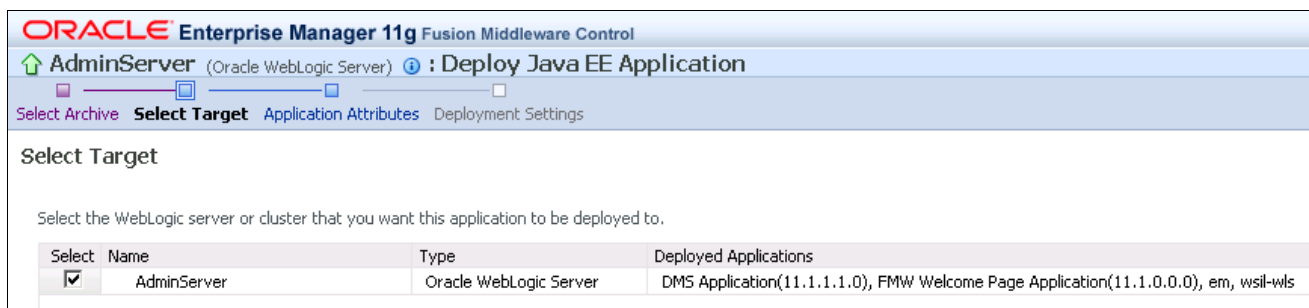 ORACLE Enterprise Manager 11g Fusion Middleware Control
AdminServer (Oracle WebLogic Server) : Deploy Java EE Application
Select Archive Select Target Application Attributes Deployment Settings
Select Target
Select the WebLogic server or cluster that you want this application to be deployed to.
Select Name Type Deployed Applications
AdminServer Oracle WebLogic Server DMS Application(11.1.1.1.0), FMW Welcome Page Application(11.1.0.0.0), em, wsil-wls